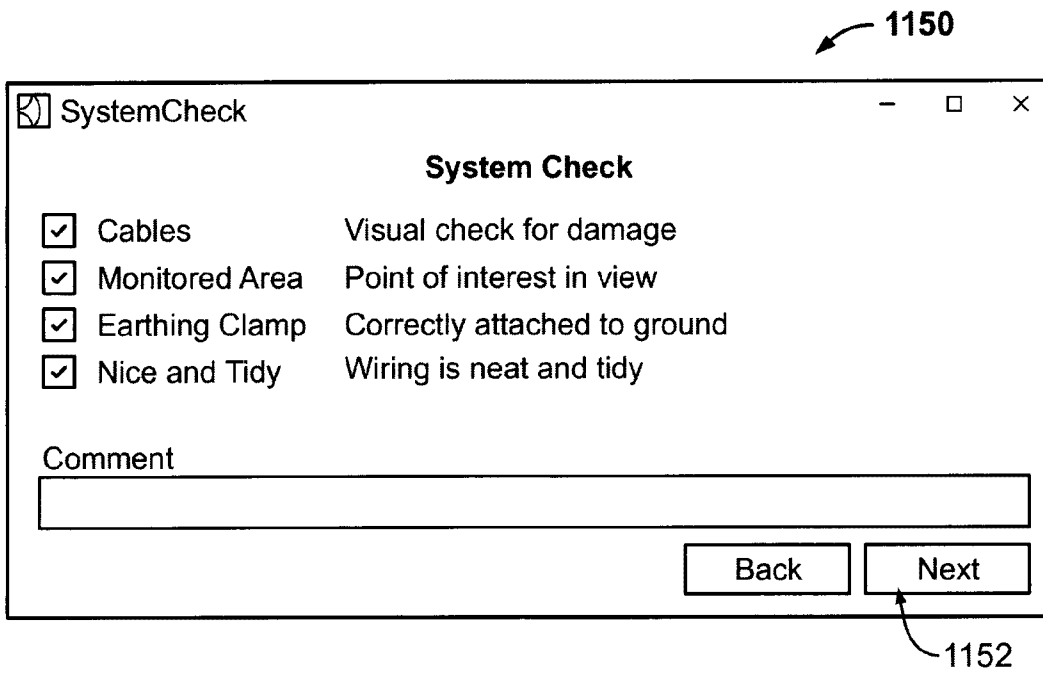 1150
SystemCheck
System Check
Cables Visual check for damage
Monitored Area Point of interest in view
Earthing Clamp Correctly attached to ground
Nice and Tidy Wiring is neat and tidy
Comment
Back Next
1152